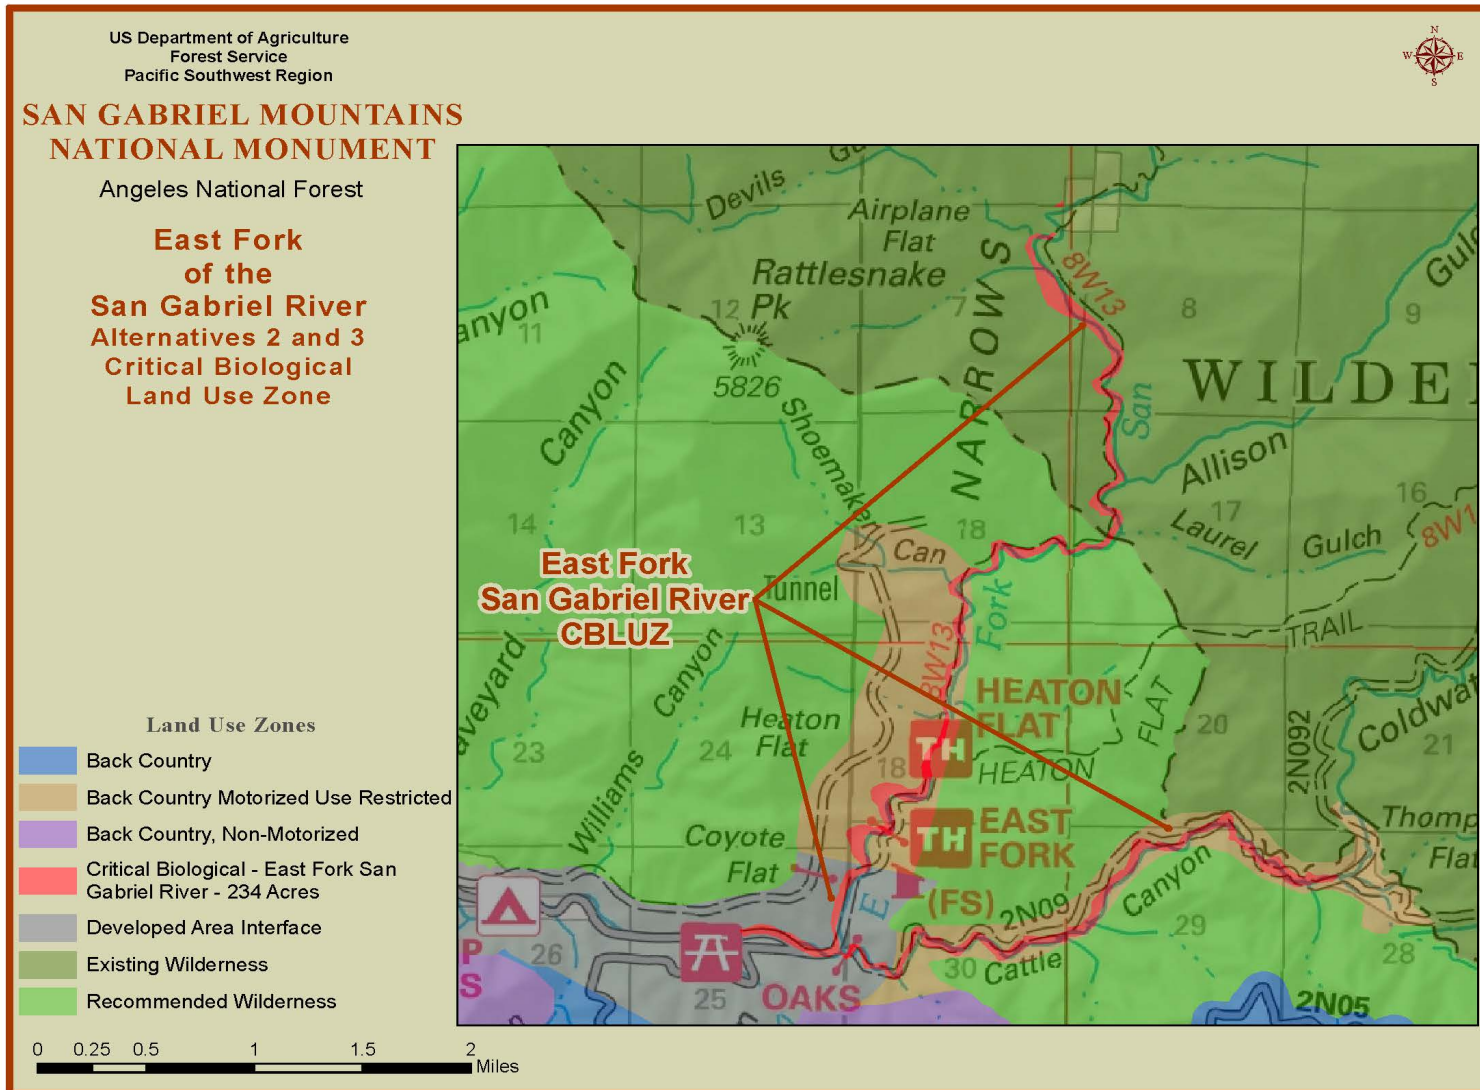 US Department of Agriculture
Forest Service
Pacific Southwest Region
SAN GABRIEL MOUNTAINS
NATIONAL MONUMENT
Angeles National Forest
East Fork
of the
San Gabriel River
Alternatives 2 and 3
Critical Biological
Land Use Zone
N
W E
S
Devils
Gu
Airplane
Flat
Rattlesnake
Pk
12
7
8
9
Gulc
8W13
anyon
11
5826
NARROWS
WILDE
San
Canyon
Shoemaker
Allison
16
17
14
13
18
Laurel
Gulch
8W1
Can
East Fork
San Gabriel River
CBLUZ
Tunnel
Fork
TRAIL
8W13
Canyon
aveyard
HEATON
FLAT
FLAT
20
Coldwat
21
2N092
Heaton
Flat
TH
HEATON
23
24
18
Williams
Coyote
Flat
TH
EAST
FORK
Thomp
Flat
Canyon
(FS)
E
2N09
29
28
P
S
26
30
Cattle
25
OAKS
2N05
Land Use Zones
Back Country
Back Country Motorized Use Restricted
Back Country, Non-Motorized
Critical Biological - East Fork San
Gabriel River - 234 Acres
Developed Area Interface
Existing Wilderness
Recommended Wilderness
0 0.25 0.5 1 1.5 2
Miles